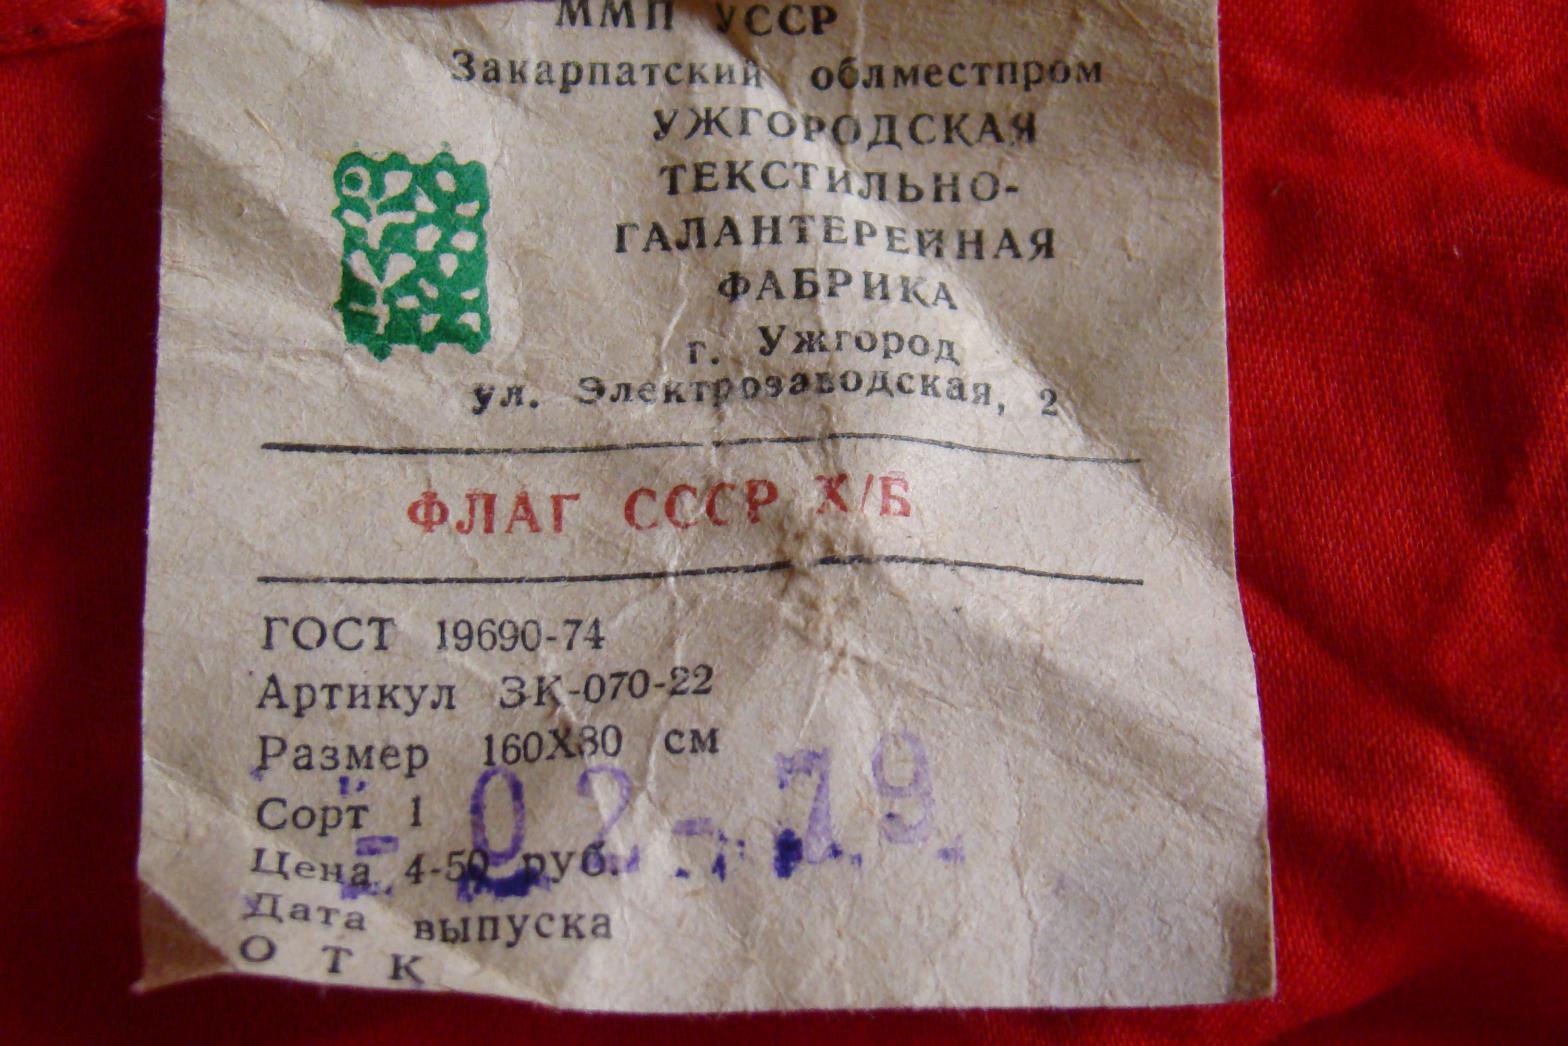 ММП УССР
Закарпатский облместпром
УЖГОРОДСКАЯ
ТЕКСТИЛЬНО-
ГАЛАНТЕРЕЙНАЯ
ФАБРИКА
г. Ужгород
ул. Электрозаводская, 2
ФЛАГ СССР Х/Б
ГОСТ 19690-74
Артикул ЗК-070-22
Размер 160Х80 см
Сорт 1
- 02 - 79.
Цена 4-50 руб.
Дата выпуска
О Т К